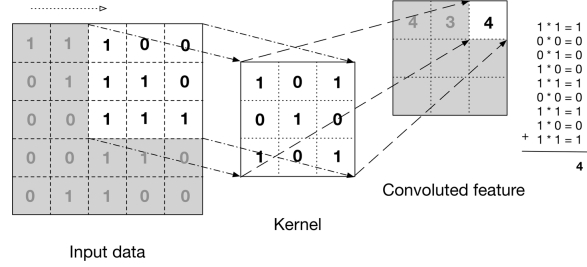 1 1 1 0 0
0 1 1 1 0
0 0 1 1 1
0 0 1 1 0
0 1 1 0 0
Input data
1 0 1
0 1 0
1 0 1
Kernel
4 3 4
Convoluted feature
1 * 1 = 1
0 * 0 = 0
0 * 1 = 0
1 * 0 = 0
1 * 1 = 1
0 * 0 = 0
1 * 1 = 1
1 * 0 = 0
+ 1 * 1 = 1
4